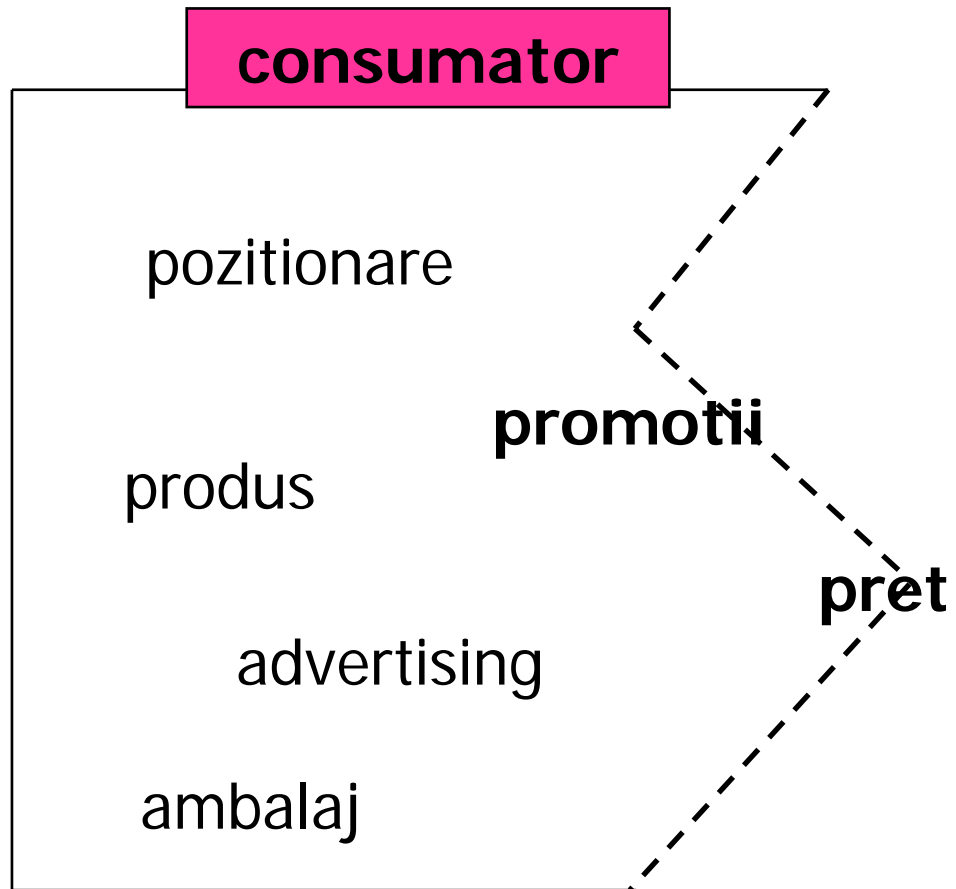 consumator
pozitionare
promotii
produs
pret
advertising
ambalaj